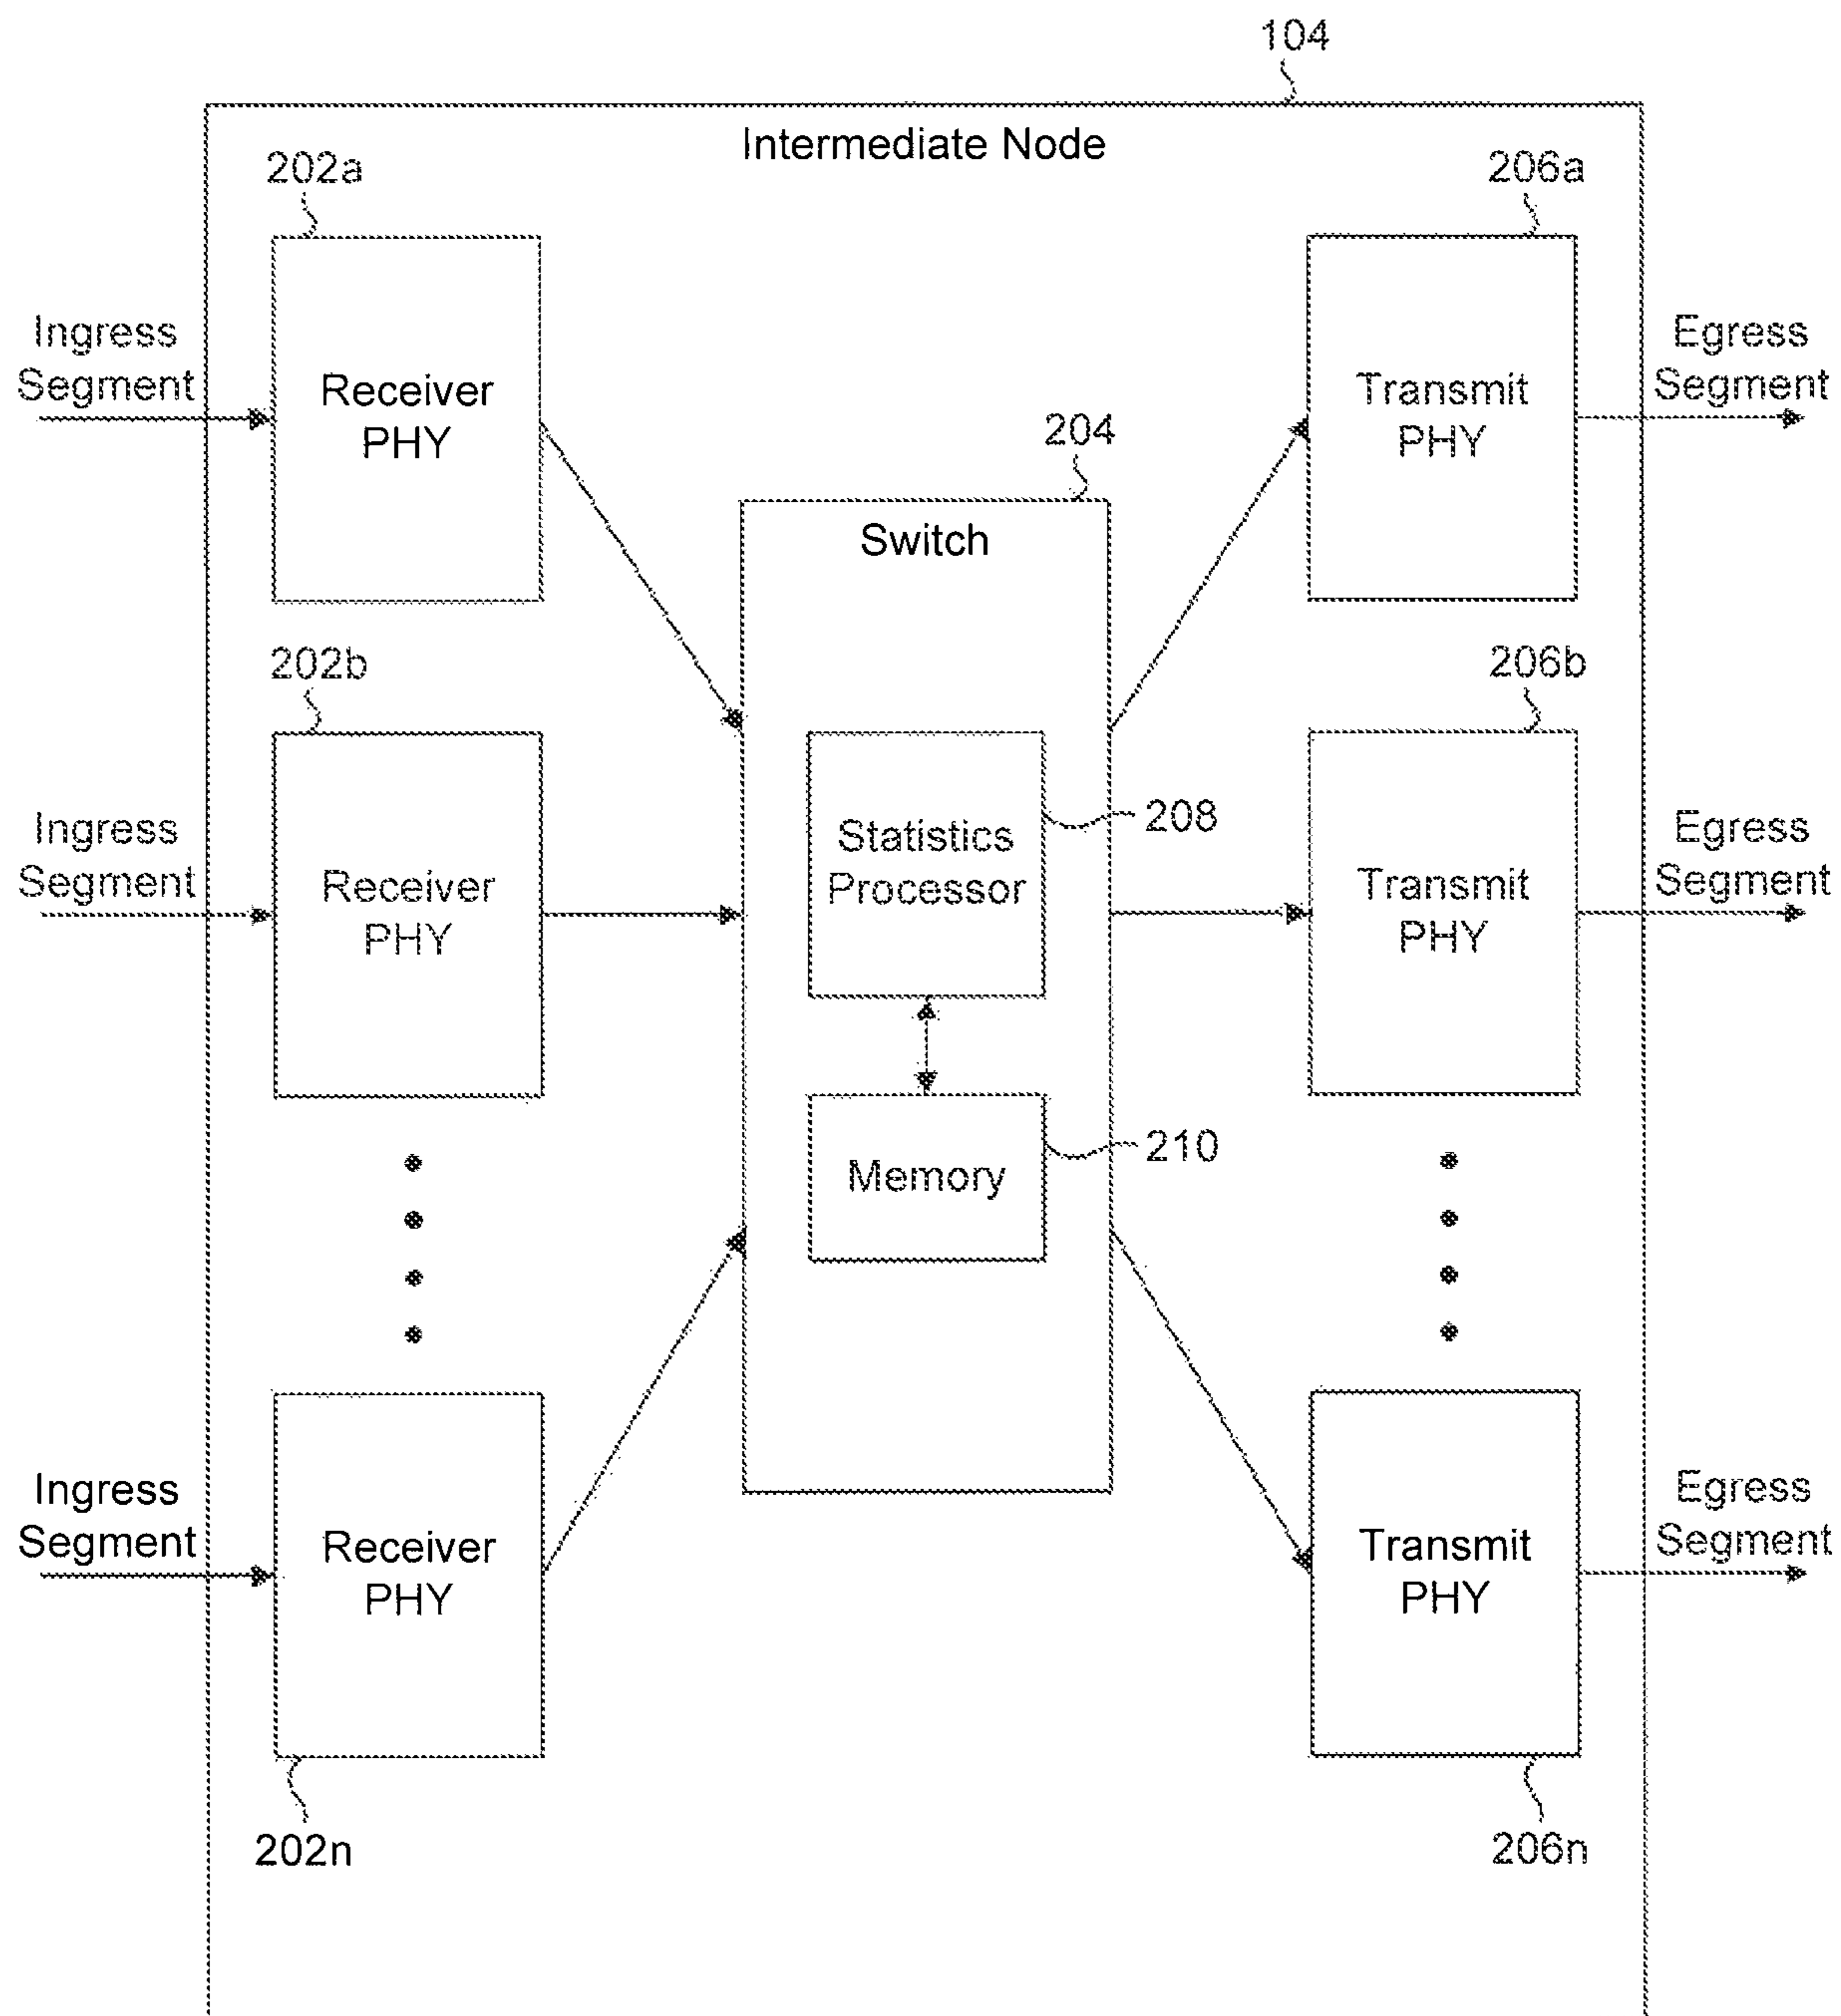 104
Intermediate Node
202a
206a
Ingress
Segment
Receiver
PHY
Transmit
PHY
Egress
Segment
204
Switch
202b
206b
Ingress
Segment
Receiver
PHY
Statistics
Processor
208
Transmit
PHY
Egress
Segment
Memory
210
Ingress
Segment
Receiver
PHY
Transmit
PHY
Egress
Segment
202n
206n